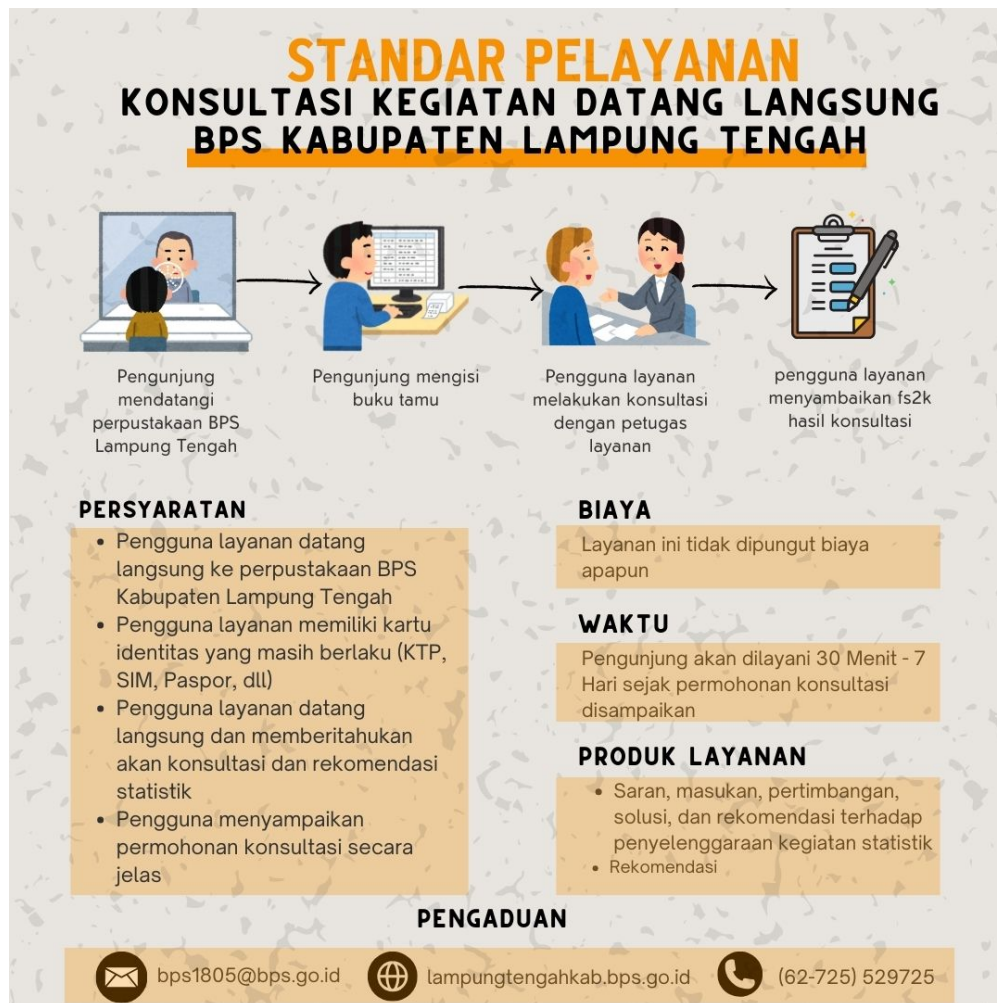 STANDAR PELAYANAN
KONSULTASI KEGIATAN DATANG LANGSUNG
BPS KABUPATEN LAMPUNG TENGAH
Pengunjung
mendatangi
perpustakaan BPS
Lampung Tengah
Pengunjung mengisi
buku tamu
Pengguna layanan
melakukan konsultasi
dengan petugas
layanan
pengguna layanan
menyambaikan fs2k
hasil konsultasi
PERSYARATAN
• Pengguna layanan datang
langsung ke perpustakaan BPS
Kabupaten Lampung Tengah
• Pengguna layanan memiliki kartu
identitas yang masih berlaku (KTP,
SIM, Paspor, dll)
• Pengguna layanan datang
langsung dan memberitahukan
akan konsultasi dan rekomendasi
statistik
• Pengguna menyampaikan
permohonan konsultasi secara
jelas
BIAYA
Layanan ini tidak dipungut biaya
apapun
WAKTU
Pengunjung akan dilayani 30 Menit - 7
Hari sejak permohonan konsultasi
disampaikan
PRODUK LAYANAN
• Saran, masukan, pertimbangan,
solusi, dan rekomendasi terhadap
penyelenggaraan kegiatan statistik
• Rekomendasi
PENGADUAN
bps1805@bps.go.id
lampungtengahkab.bps.go.id
(62-725) 529725